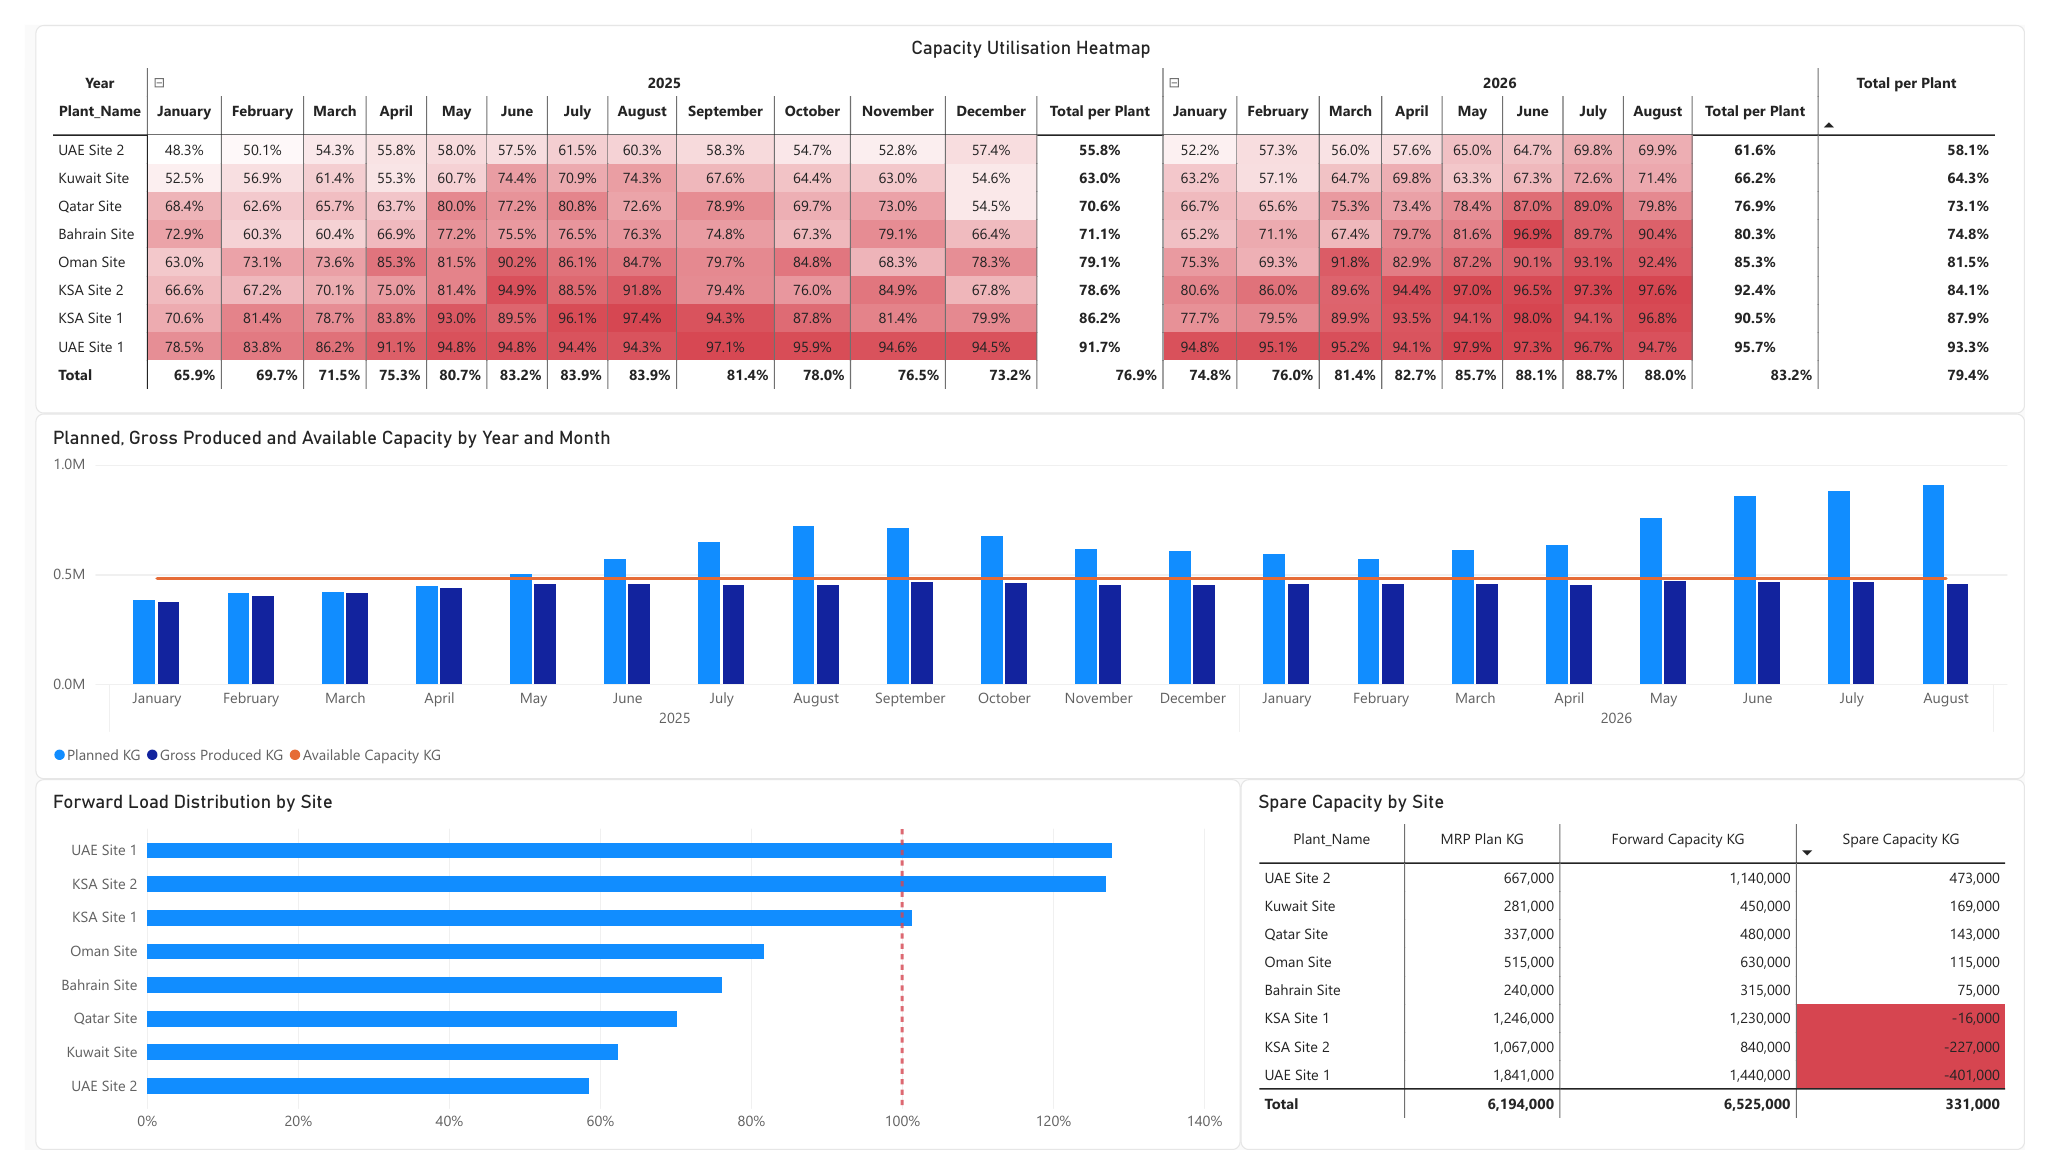 Capacity Utilisation Heatmap
Year 2025 2026 Total per Plant
Plant_Name January February March April May June July August September October November December Total per Plant January February March April May June July August Total per Plant
UAE Site 2 48.3% 50.1% 54.3% 55.8% 58.0% 57.5% 61.5% 60.3% 58.3% 54.7% 52.8% 57.4% 55.8% 52.2% 57.3% 56.0% 57.6% 65.0% 64.7% 69.8% 69.9% 61.6% 58.1%
Kuwait Site 52.5% 56.9% 61.4% 55.3% 60.7% 74.4% 70.9% 74.3% 67.6% 64.4% 63.0% 54.6% 63.0% 63.2% 57.1% 64.7% 69.8% 63.3% 67.3% 72.6% 71.4% 66.2% 64.3%
Qatar Site 68.4% 62.6% 65.7% 63.7% 80.0% 77.2% 80.8% 72.6% 78.9% 69.7% 73.0% 54.5% 70.6% 66.7% 65.6% 75.3% 73.4% 78.4% 87.0% 89.0% 79.8% 76.9% 73.1%
Bahrain Site 72.9% 60.3% 60.4% 66.9% 77.2% 75.5% 76.5% 76.3% 74.8% 67.3% 79.1% 66.4% 71.1% 65.2% 71.1% 67.4% 79.7% 81.6% 96.9% 89.7% 90.4% 80.3% 74.8%
Oman Site 63.0% 73.1% 73.6% 85.3% 81.5% 90.2% 86.1% 84.7% 79.7% 84.8% 68.3% 78.3% 79.1% 75.3% 69.3% 91.8% 82.9% 87.2% 90.1% 93.1% 92.4% 85.3% 81.5%
KSA Site 2 66.6% 67.2% 70.1% 75.0% 81.4% 94.9% 88.5% 91.8% 79.4% 76.0% 84.9% 67.8% 78.6% 80.6% 86.0% 89.6% 94.4% 97.0% 96.5% 97.3% 97.6% 92.4% 84.1%
KSA Site 1 70.6% 81.4% 78.7% 83.8% 93.0% 89.5% 96.1% 97.4% 94.3% 87.8% 81.4% 79.9% 86.2% 77.7% 79.5% 89.9% 93.5% 94.1% 98.0% 94.1% 96.8% 90.5% 87.9%
UAE Site 1 78.5% 83.8% 86.2% 91.1% 94.8% 94.8% 94.4% 94.3% 97.1% 95.9% 94.6% 94.5% 91.7% 94.8% 95.1% 95.2% 94.1% 97.9% 97.3% 96.7% 94.7% 95.7% 93.3%
Total 65.9% 69.7% 71.5% 75.3% 80.7% 83.2% 83.9% 83.9% 81.4% 78.0% 76.5% 73.2% 76.9% 74.8% 76.0% 81.4% 82.7% 85.7% 88.1% 88.7% 88.0% 83.2% 79.4%
Planned, Gross Produced and Available Capacity by Year and Month
1.0M
0.5M
0.0M
January February March April May June July August September October November December January February March April May June July August
2025 2026
Planned KG Gross Produced KG Available Capacity KG
Forward Load Distribution by Site
UAE Site 1
KSA Site 2
KSA Site 1
Oman Site
Bahrain Site
Qatar Site
Kuwait Site
UAE Site 2
0% 20% 40% 60% 80% 100% 120% 140%
Spare Capacity by Site
Plant_Name MRP Plan KG Forward Capacity KG Spare Capacity KG
UAE Site 2 667,000 1,140,000 473,000
Kuwait Site 281,000 450,000 169,000
Qatar Site 337,000 480,000 143,000
Oman Site 515,000 630,000 115,000
Bahrain Site 240,000 315,000 75,000
KSA Site 1 1,246,000 1,230,000 -16,000
KSA Site 2 1,067,000 840,000 -227,000
UAE Site 1 1,841,000 1,440,000 -401,000
Total 6,194,000 6,525,000 331,000